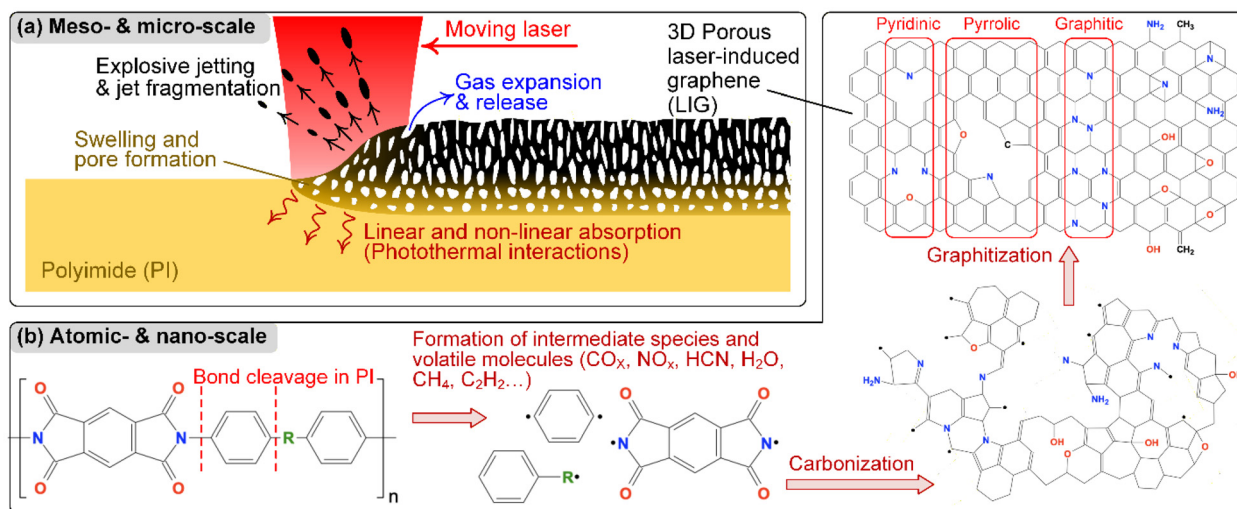 (a) Meso- & micro-scale
Moving laser
Explosive jetting
& jet fragmentation
Gas expansion
& release
Swelling and
pore formation
Linear and non-linear absorption
(Photothermal interactions)
Polyimide (PI)
3D Porous
laser-induced
graphene
(LIG)
Pyridinic
Pyrrolic
Graphitic
NH₂
CH₃
N
N
N
N
NH₂
O
N
N
C
OH
O
N
N
N
N
N
N
O
O
N
N
O
OH
CH₂
Graphitization
(b) Atomic- & nano-scale
Bond cleavage in PI
O
O
N
N
R
O
O
n
Formation of intermediate species and
volatile molecules (COₓ, NOₓ, HCN, H₂O,
CH₄, C₂H₂...)
O
O
•N
N•
R•
O
O
Carbonization
O
N
N
H₂N
N
N
N
N
N
NH₂
OH
OH
O
OH
O